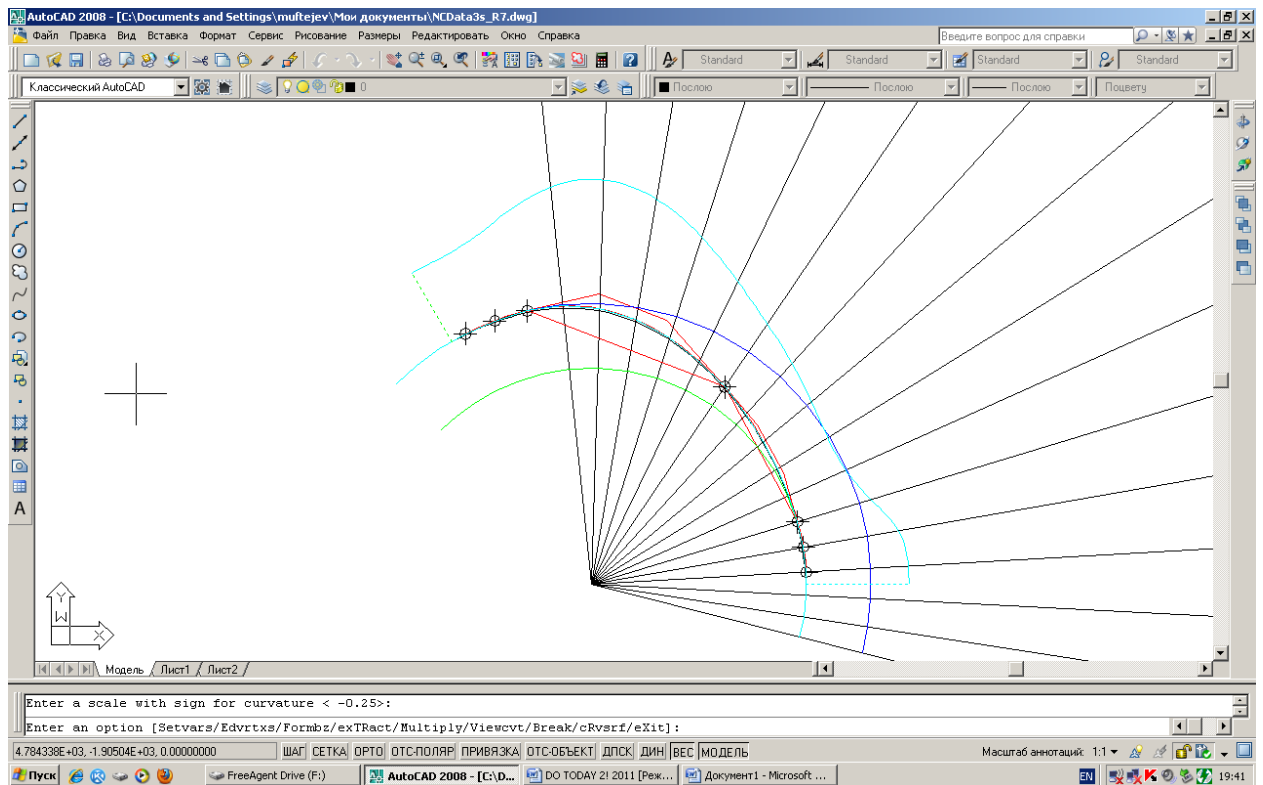 AutoCAD 2008 - [C:\Documents and Settings\muftejev\Мои документы\NCData3s_R7.dwg]
Файл Правка Вид Вставка Формат Сервис Рисование Размеры Редактировать Окно Справка
Введите вопрос для справки
Standard Standard Standard Standard
Классический AutoCAD 0 Послою Послою Послою Поцвету
A
Y
W
X
Модель Лист1 Лист2
Enter a scale with sign for curvature < -0.25>:
Enter an option [Setvars/Edvrtxs/Formbz/exTRact/Multiply/Viewcvt/Break/cRvsrf/eXit]:
4.784338E+03, -1.90504E+03, 0.00000000 ШАГ СЕТКА ОРТО ОТС-ПОЛЯР ПРИВЯЗКА ОТС-ОБЪЕКТ ДПСК ДИН ВЕС МОДЕЛЬ Масштаб аннотаций: 1:1
Пуск FreeAgent Drive (F:) AutoCAD 2008 - [C:\D... DO TODAY 2! 2011 [Реж... Документ1 - Microsoft ... EN 19:41